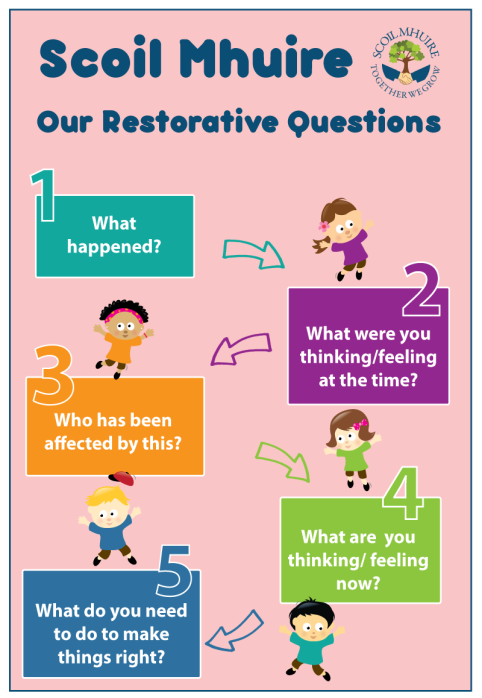 Scoil Mhuire
SCOIL MHUIRE
TOGETHER WE GROW
Our Restorative Questions
1
What
happened?
2
What were you
thinking/feeling
at the time?
3
Who has been
affected by this?
4
What are you
thinking/ feeling
now?
5
What do you need
to do to make
things right?